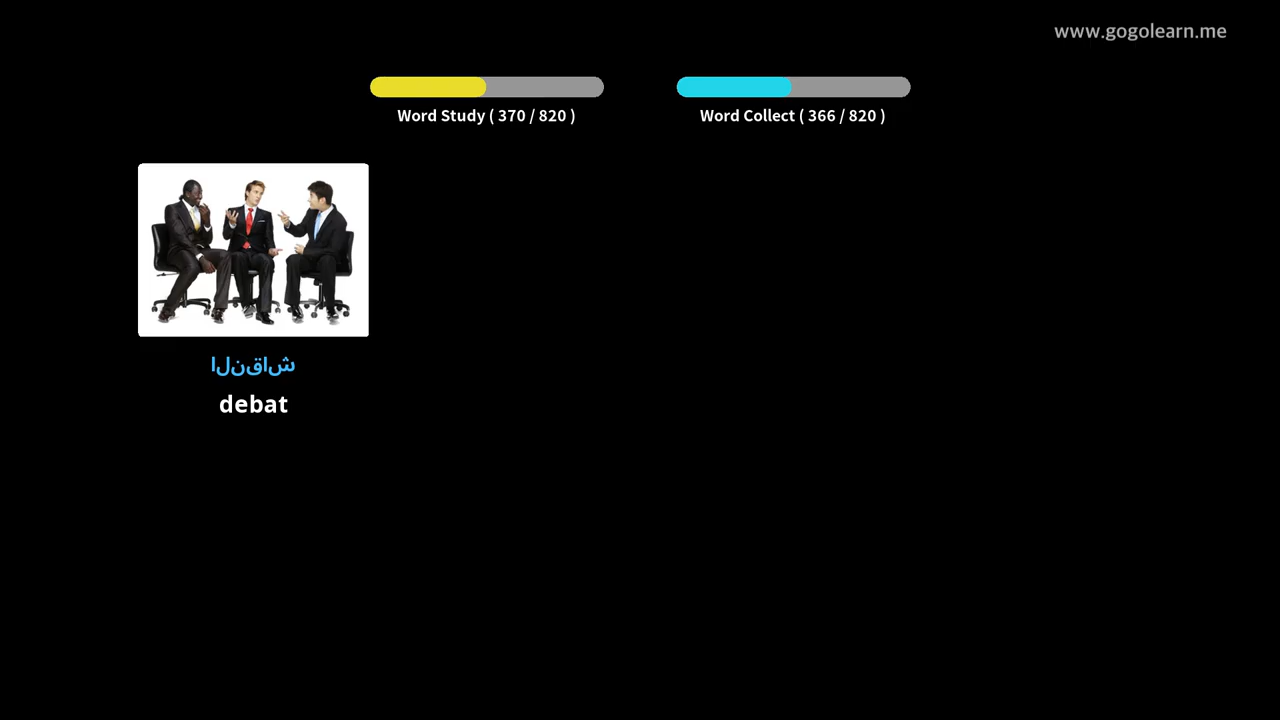 www.gogolearn.me
Word Study ( 370 / 820 )
Word Collect ( 366 / 820 )
النقاش
debat